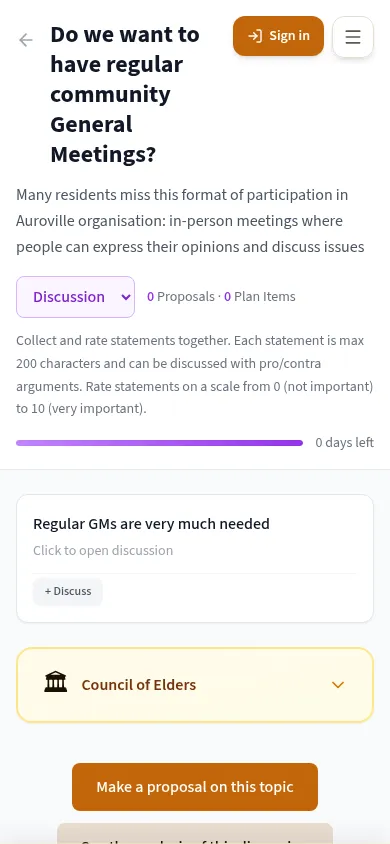 Do we want to
have regular
community
General
Meetings?
Sign in
Many residents miss this format of participation in
Auroville organisation: in-person meetings where
people can express their opinions and discuss issues
Discussion
0 Proposals · 0 Plan Items
Collect and rate statements together. Each statement is max
200 characters and can be discussed with pro/contra
arguments. Rate statements on a scale from 0 (not important)
to 10 (very important).
0 days left
Regular GMs are very much needed
Click to open discussion
+ Discuss
Council of Elders
Make a proposal on this topic